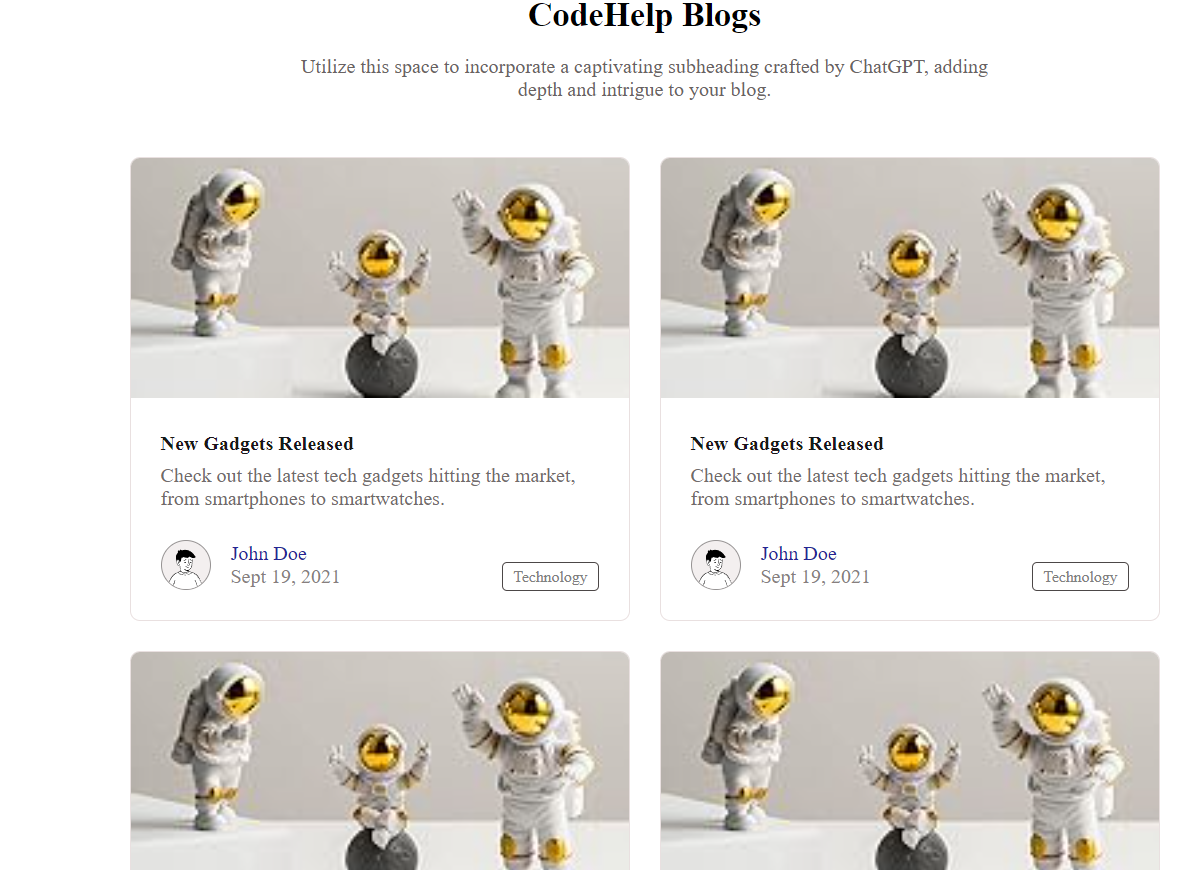 CodeHelp Blogs
Utilize this space to incorporate a captivating subheading crafted by ChatGPT, adding
depth and intrigue to your blog.
New Gadgets Released
Check out the latest tech gadgets hitting the market,
from smartphones to smartwatches.
John Doe
Sept 19, 2021
Technology
New Gadgets Released
Check out the latest tech gadgets hitting the market,
from smartphones to smartwatches.
John Doe
Sept 19, 2021
Technology